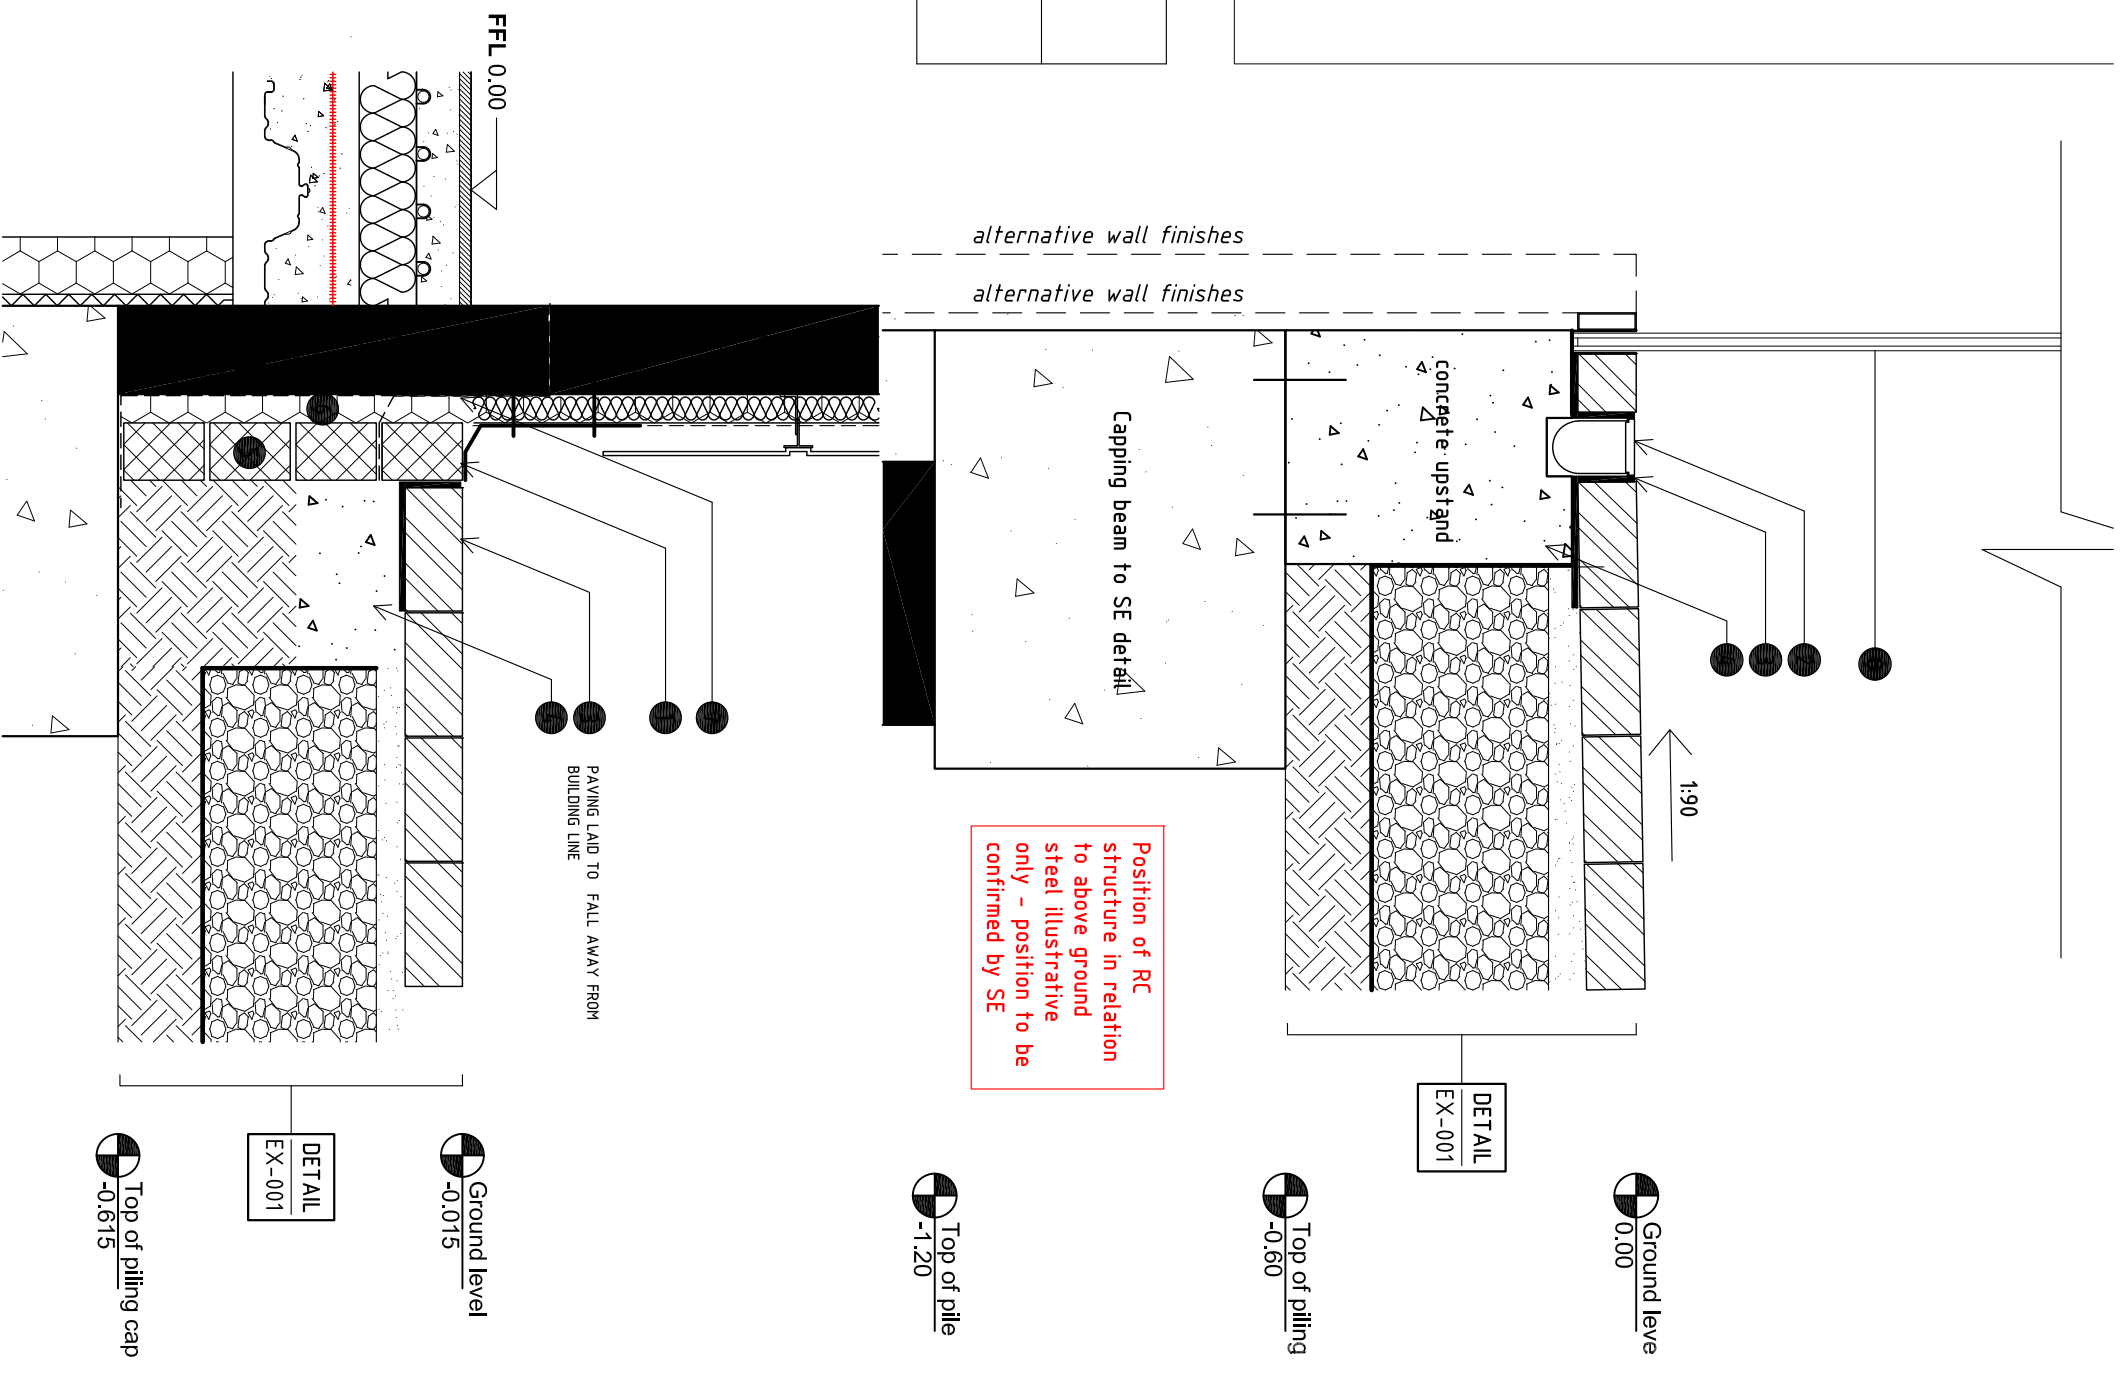 FFL 0.00
alternative wall finishes
alternative wall finishes
concrete upstand
Capping beam to SE detail
1:90
PAVING LAID TO FALL AWAY FROM
BUILDING LINE
Position of RC
structure in relation
to above ground
steel illustrative
only - position to be
confirmed by SE
DETAIL
EX-001
DETAIL
EX-001
Ground leve
0.00
Top of piling
-0.60
Top of pile
-1.20
Ground level
-0.015
Top of piling cap
-0.615